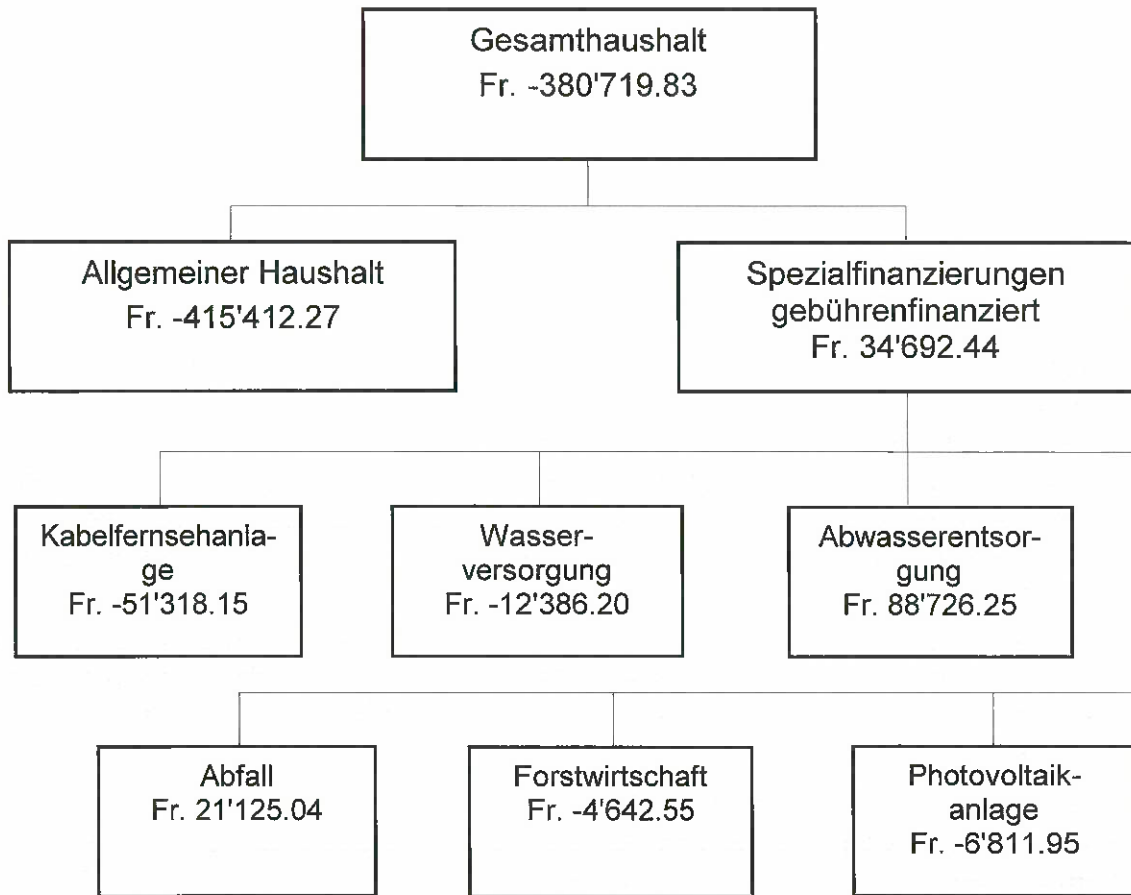 Gesamthaushalt
Fr. -380'719.83
Allgemeiner Haushalt
Fr. -415'412.27
Spezialfinanzierungen
gebührenfinanziert
Fr. 34'692.44
Kabelfernsehanla-
ge
Fr. -51'318.15
Wasser-
versorgung
Fr. -12'386.20
Abwasserentsor-
gung
Fr. 88'726.25
Abfall
Fr. 21'125.04
Forstwirtschaft
Fr. -4'642.55
Photovoltaik-
anlage
Fr. -6'811.95